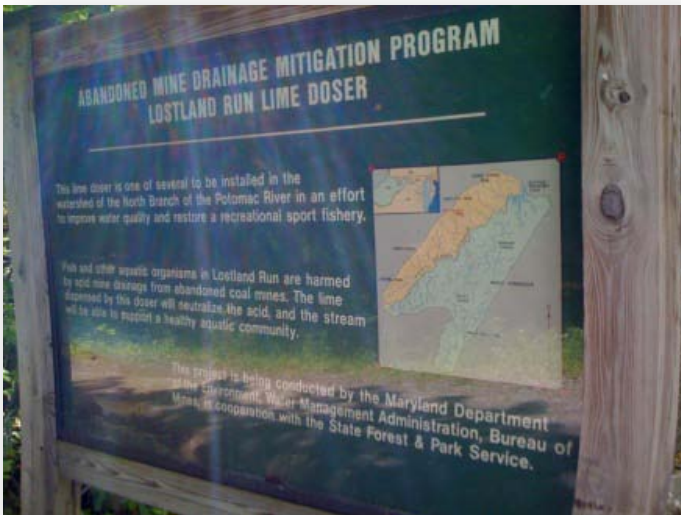 ABANDONED MINE DRAINAGE MITIGATION PROGRAM
LOSTLAND RUN LIME DOSER
This lime doser is one of several to be installed in the
watershed of the North Branch of the Potomac River in an effort
to improve water quality and restore a recreational sport fishery.
Fish and other aquatic organisms in Lostland Run are harmed
by acid mine drainage from abandoned coal mines. The lime
dispensed by this doser will neutralize the acid, and the stream
will be able to support a healthy aquatic community.
This project is being conducted by the Maryland Department
of the Environment, Water Management Administration, Bureau of
Mines, in cooperation with the State Forest & Park Service.